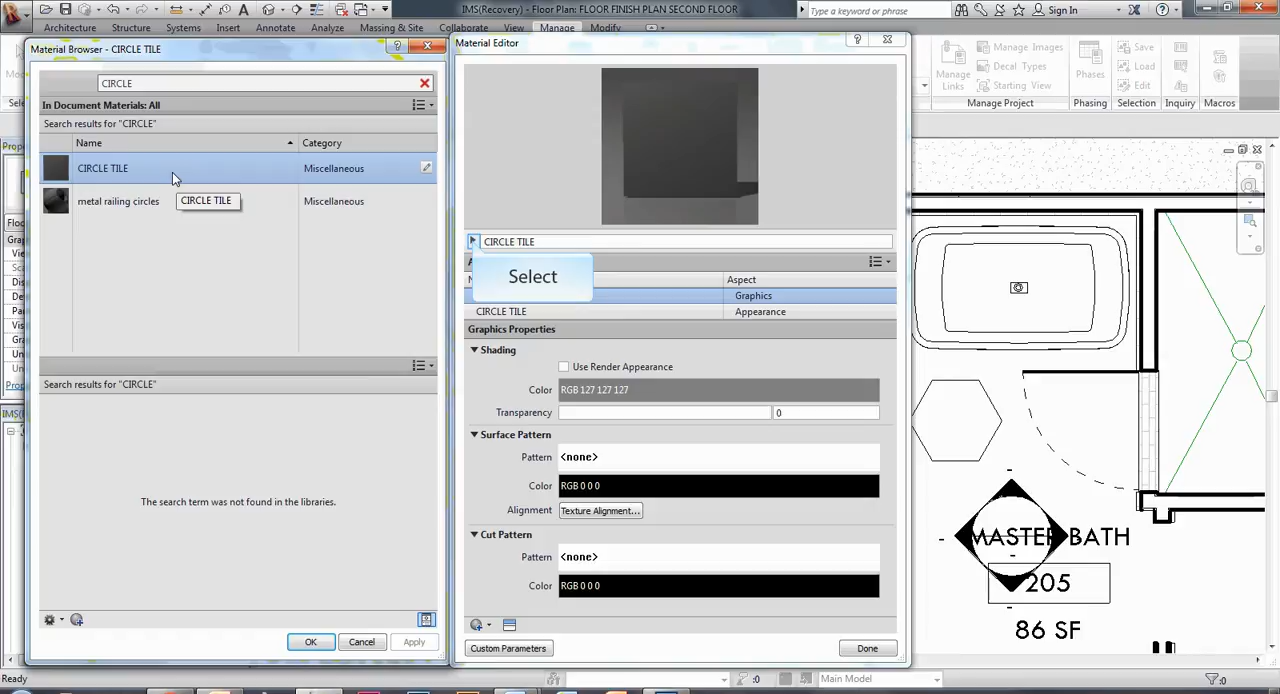 IMS(Recovery) - Floor Plan: FLOOR FINISH PLAN SECOND FLOOR
Type a keyword or phrase
Sign In
Architecture
Structure
Systems
Insert
Annotate
Analyze
Massing & Site
Collaborate
View
Manage
Modify
Material Browser - CIRCLE TILE
CIRCLE
In Document Materials: All
Search results for "CIRCLE"
Name
Category
CIRCLE TILE
Miscellaneous
metal railing circles
CIRCLE TILE
Miscellaneous
Search results for "CIRCLE"
The search term was not found in the libraries.
OK
Cancel
Apply
Material Editor
CIRCLE TILE
Select
Aspect
Graphics
CIRCLE TILE
Appearance
Graphics Properties
Shading
Use Render Appearance
Color
RGB 127 127 127
Transparency
0
Surface Pattern
Pattern
<none>
Color
RGB 0 0 0
Alignment
Texture Alignment...
Cut Pattern
Pattern
<none>
Color
RGB 0 0 0
Custom Parameters
Done
Manage Links
Manage Images
Decal Types
Starting View
Manage Project
Phases
Phasing
Save
Load
Edit
Selection
Inquiry
Macros
MASTER BATH
205
86 SF
Ready
:0
Main Model
:0